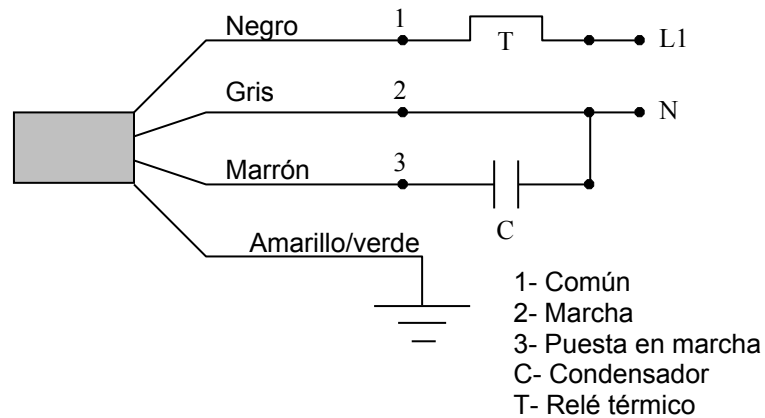 Negro
1
T
L1
Gris
2
N
Marrón
3
C
Amarillo/verde
1- Común
2- Marcha
3- Puesta en marcha
C- Condensador
T- Relé térmico